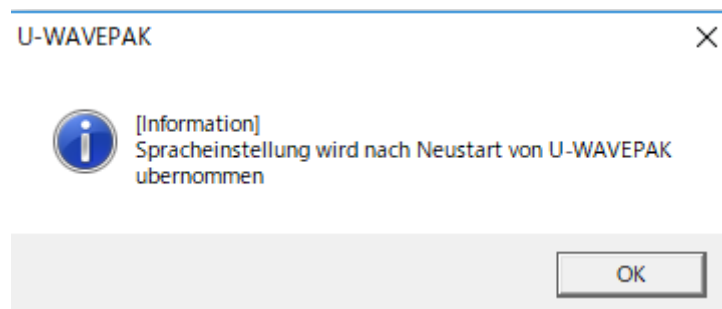 U-WAVEPAK
[Information]
Spracheinstellung wird nach Neustart von U-WAVEPAK
ubernommen
OK